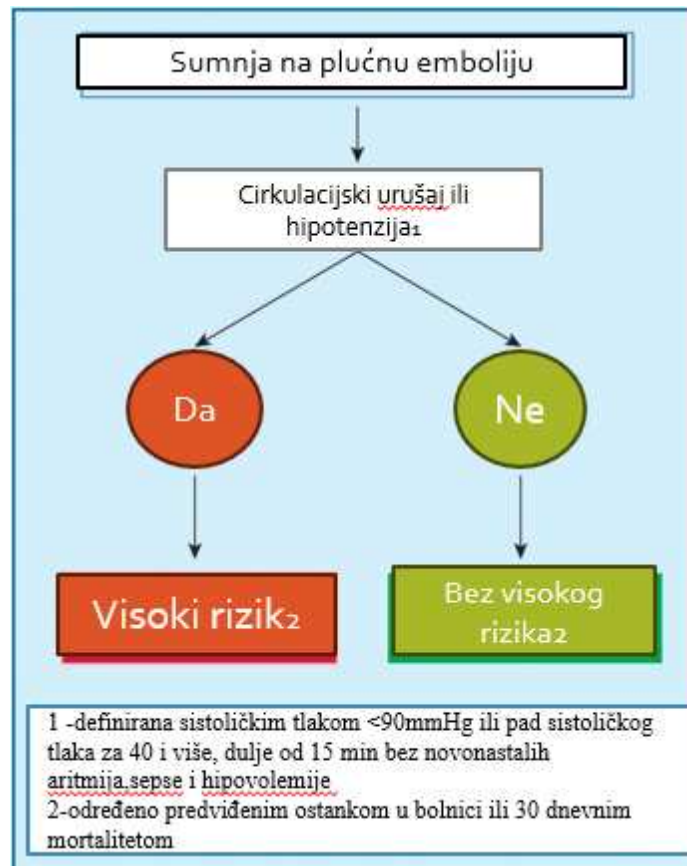 Sumnja na plućnu emboliju
Cirkulacijski urušaj ili
hipotenzija₁
Da
Ne
Visoki rizik₂
Bez visokog
rizika₂
1 -definirana sistoličkim tlakom <90mmHg ili pad sistoličkog
tlaka za 40 i više, dulje od 15 min bez novonastalih
aritmija,sepse i hipovolemije
2-određeno predviđenim ostankom u bolnici ili 30 dnevnim
mortalitetom